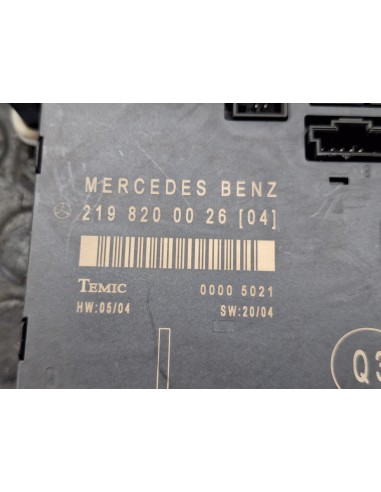 MERCEDES BENZ
219 820 00 26 [04]
TEMIC 0000 5021
HW:05/04 SW:20/04
Q3